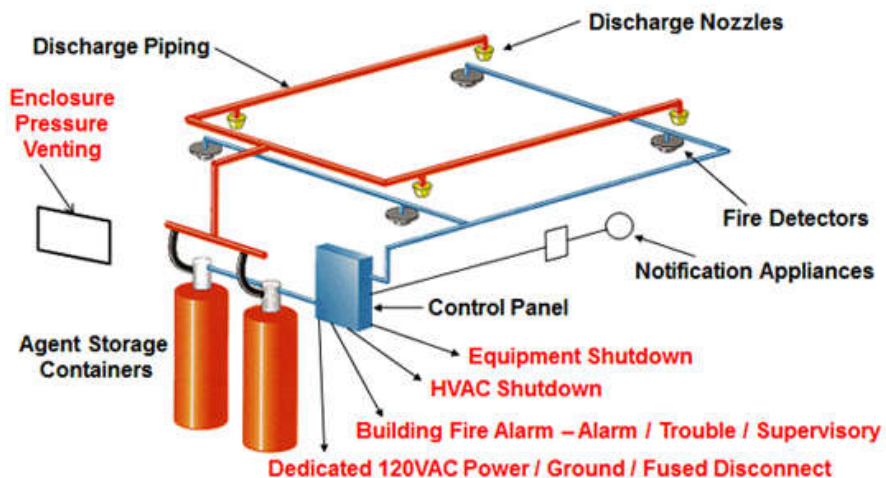 Discharge Nozzles
Discharge Piping
Enclosure
Pressure
Venting
Fire Detectors
Notification Appliances
Control Panel
Agent Storage
Containers
Equipment Shutdown
HVAC Shutdown
Building Fire Alarm – Alarm / Trouble / Supervisory
Dedicated 120VAC Power / Ground / Fused Disconnect